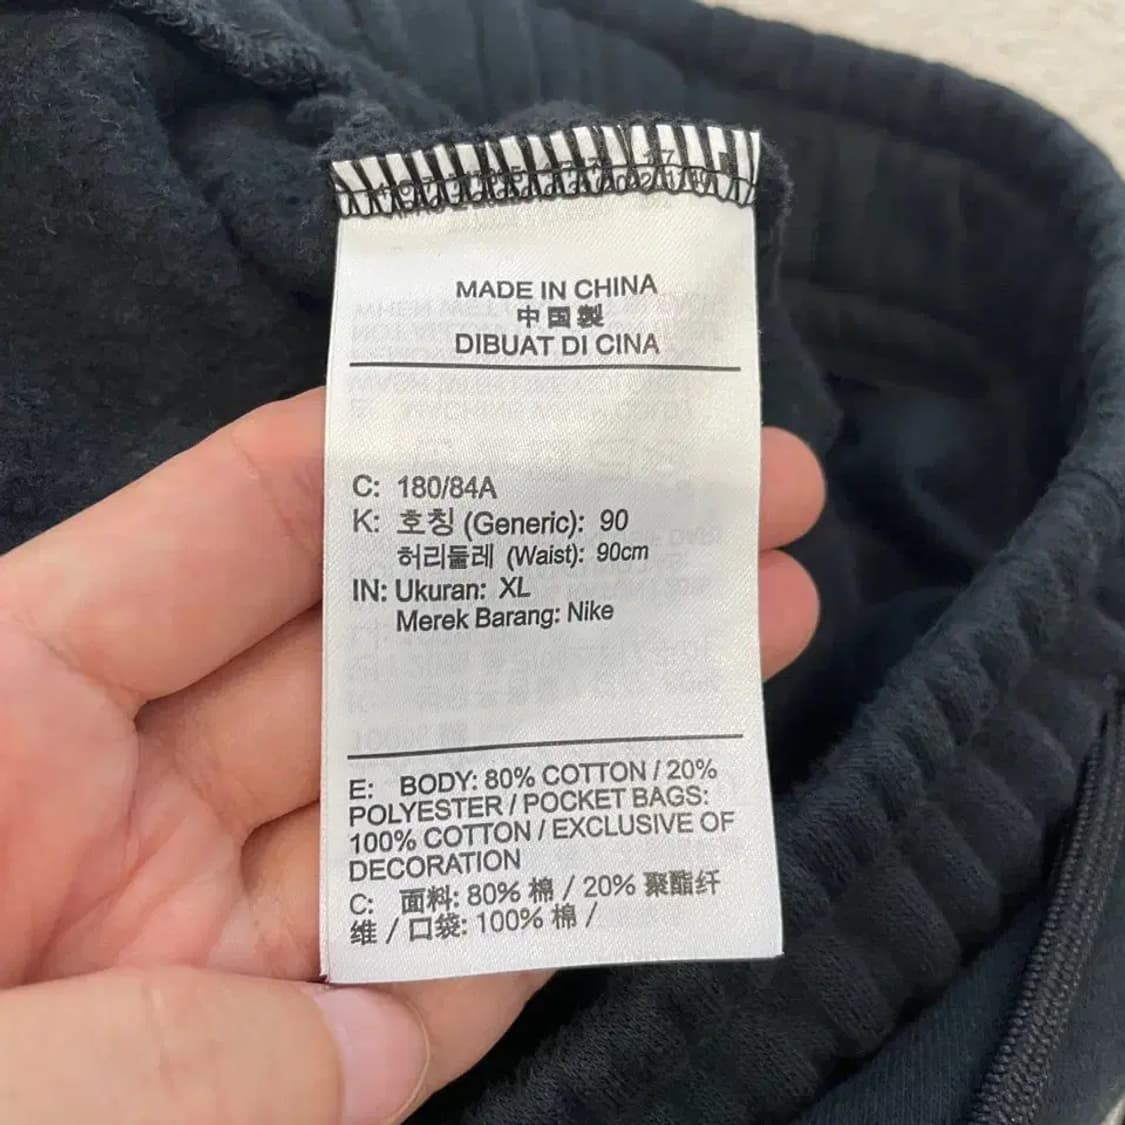 MADE IN CHINA
中国製
DIBUAT DI CINA
C: 180/84A
K: 호칭 (Generic): 90
허리둘레 (Waist): 90cm
IN: Ukuran: XL
Merek Barang: Nike
E: BODY: 80% COTTON / 20%
POLYESTER / POCKET BAGS:
100% COTTON / EXCLUSIVE OF
DECORATION
C: 面料: 80% 棉 / 20% 聚酯纤
维 / 口袋: 100% 棉 /